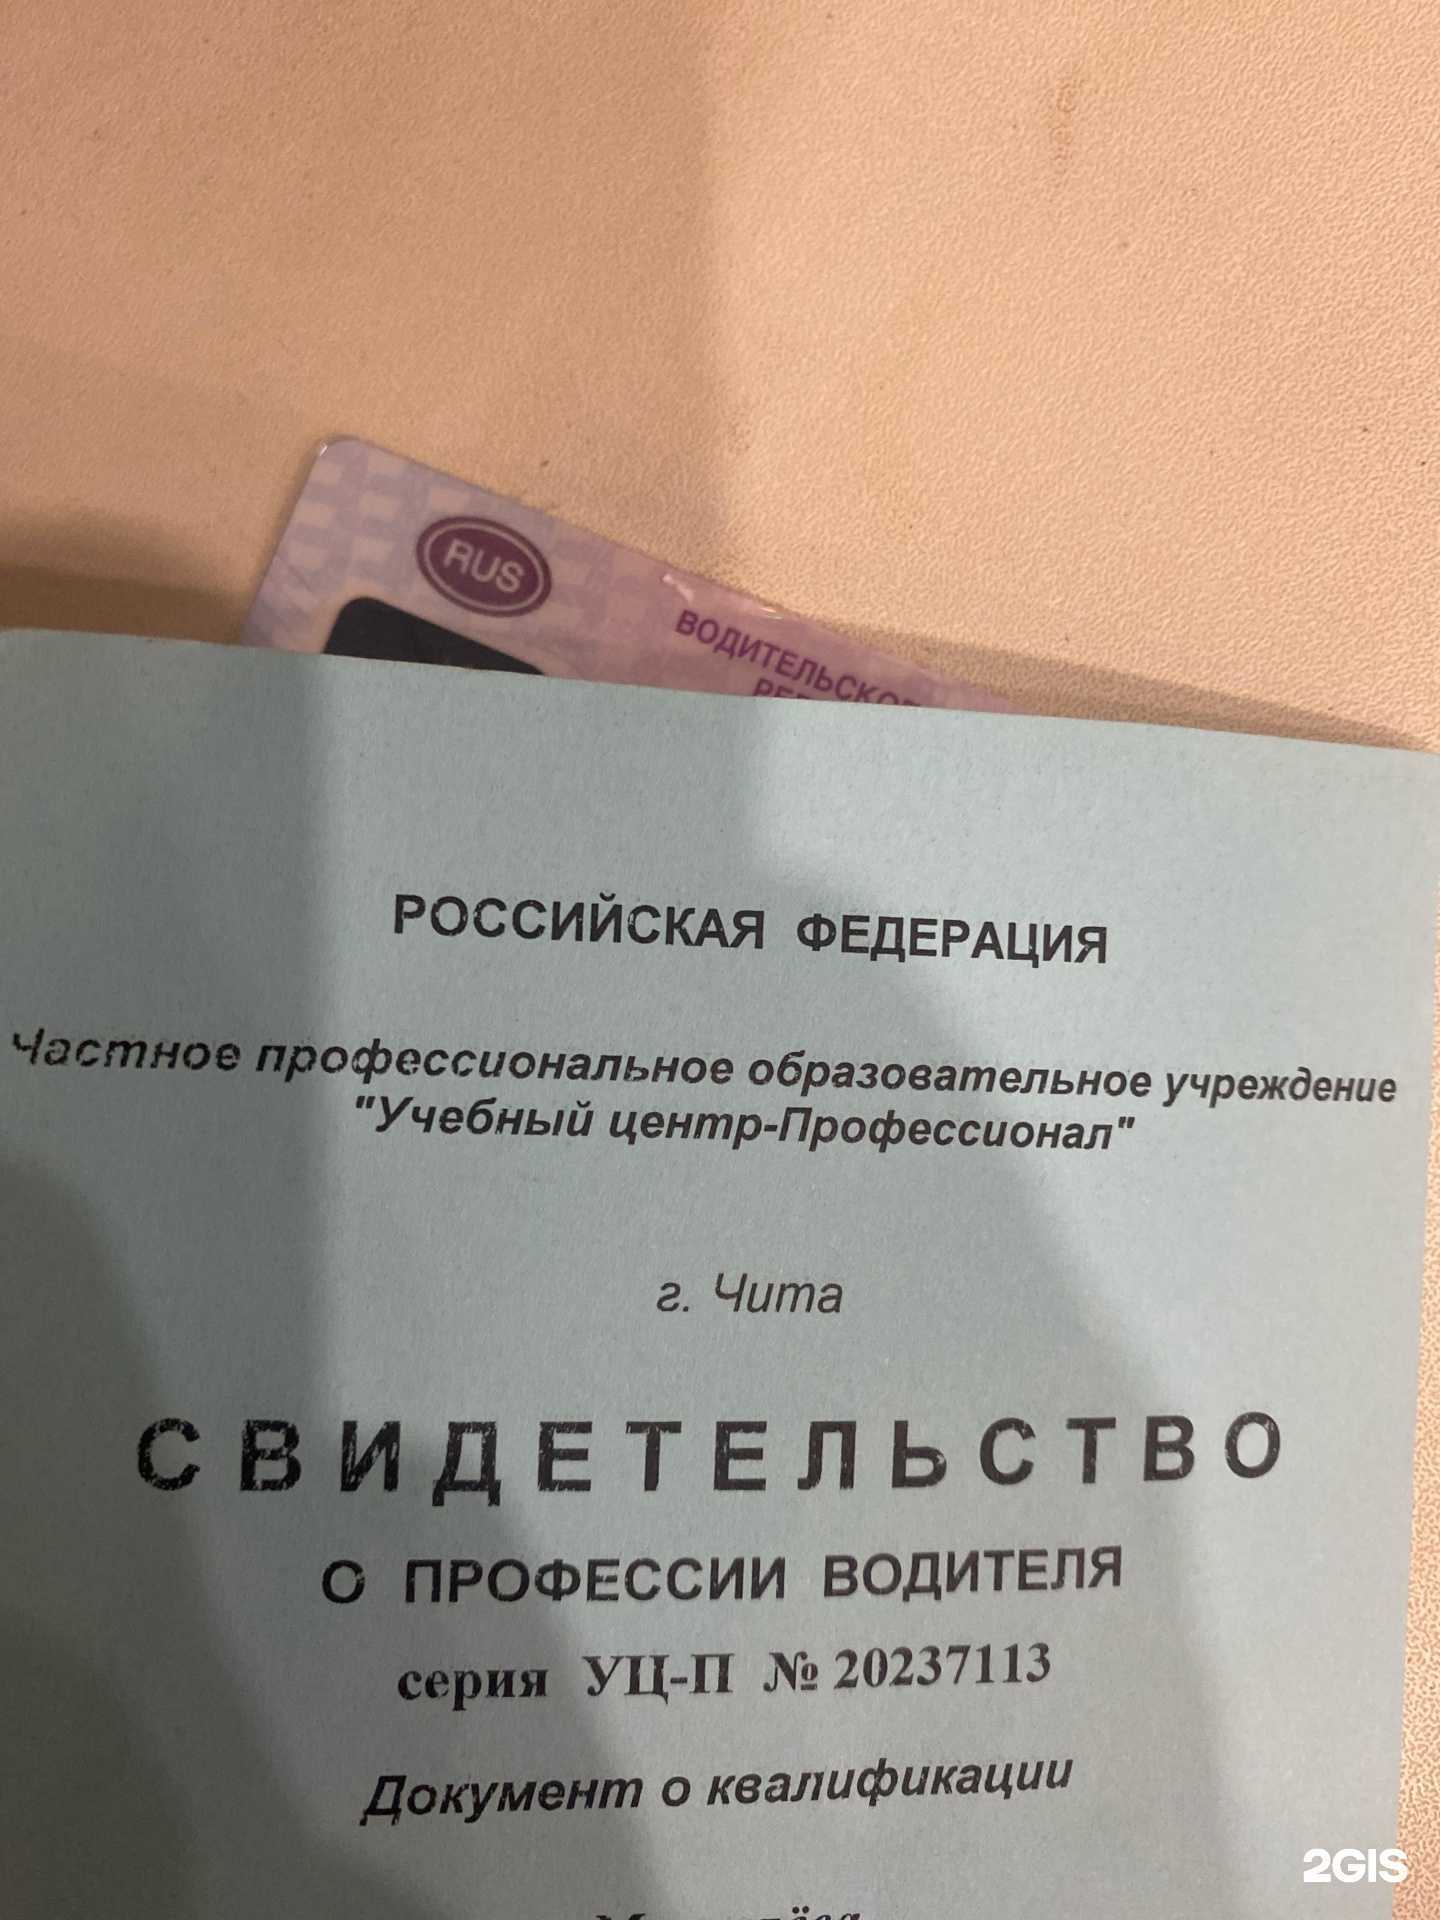 RUS
ВОДИТЕЛЬСКОЕ
РОССИЙСКАЯ ФЕДЕРАЦИЯ
Частное профессиональное образовательное учреждение
"Учебный центр-Профессионал"
г. Чита
СВИДЕТЕЛЬСТВО
О ПРОФЕССИИ ВОДИТЕЛЯ
серия УЦ-П № 20237113
Документ о квалификации
2GIS